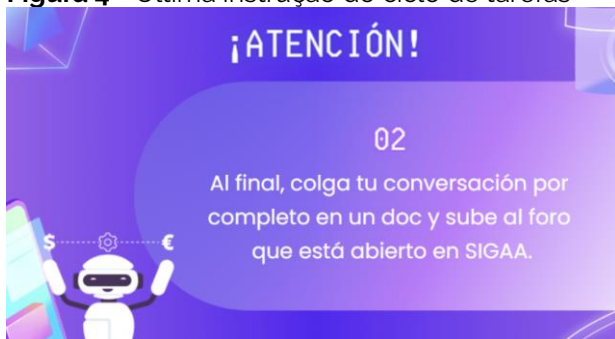 Figura 4 - Última instrução do ciclo de tarefas
¡ATENCIÓN!
02
Al final, colga tu conversación por
completo en un doc y sube al foro
que está abierto en SIGAA.
$ €